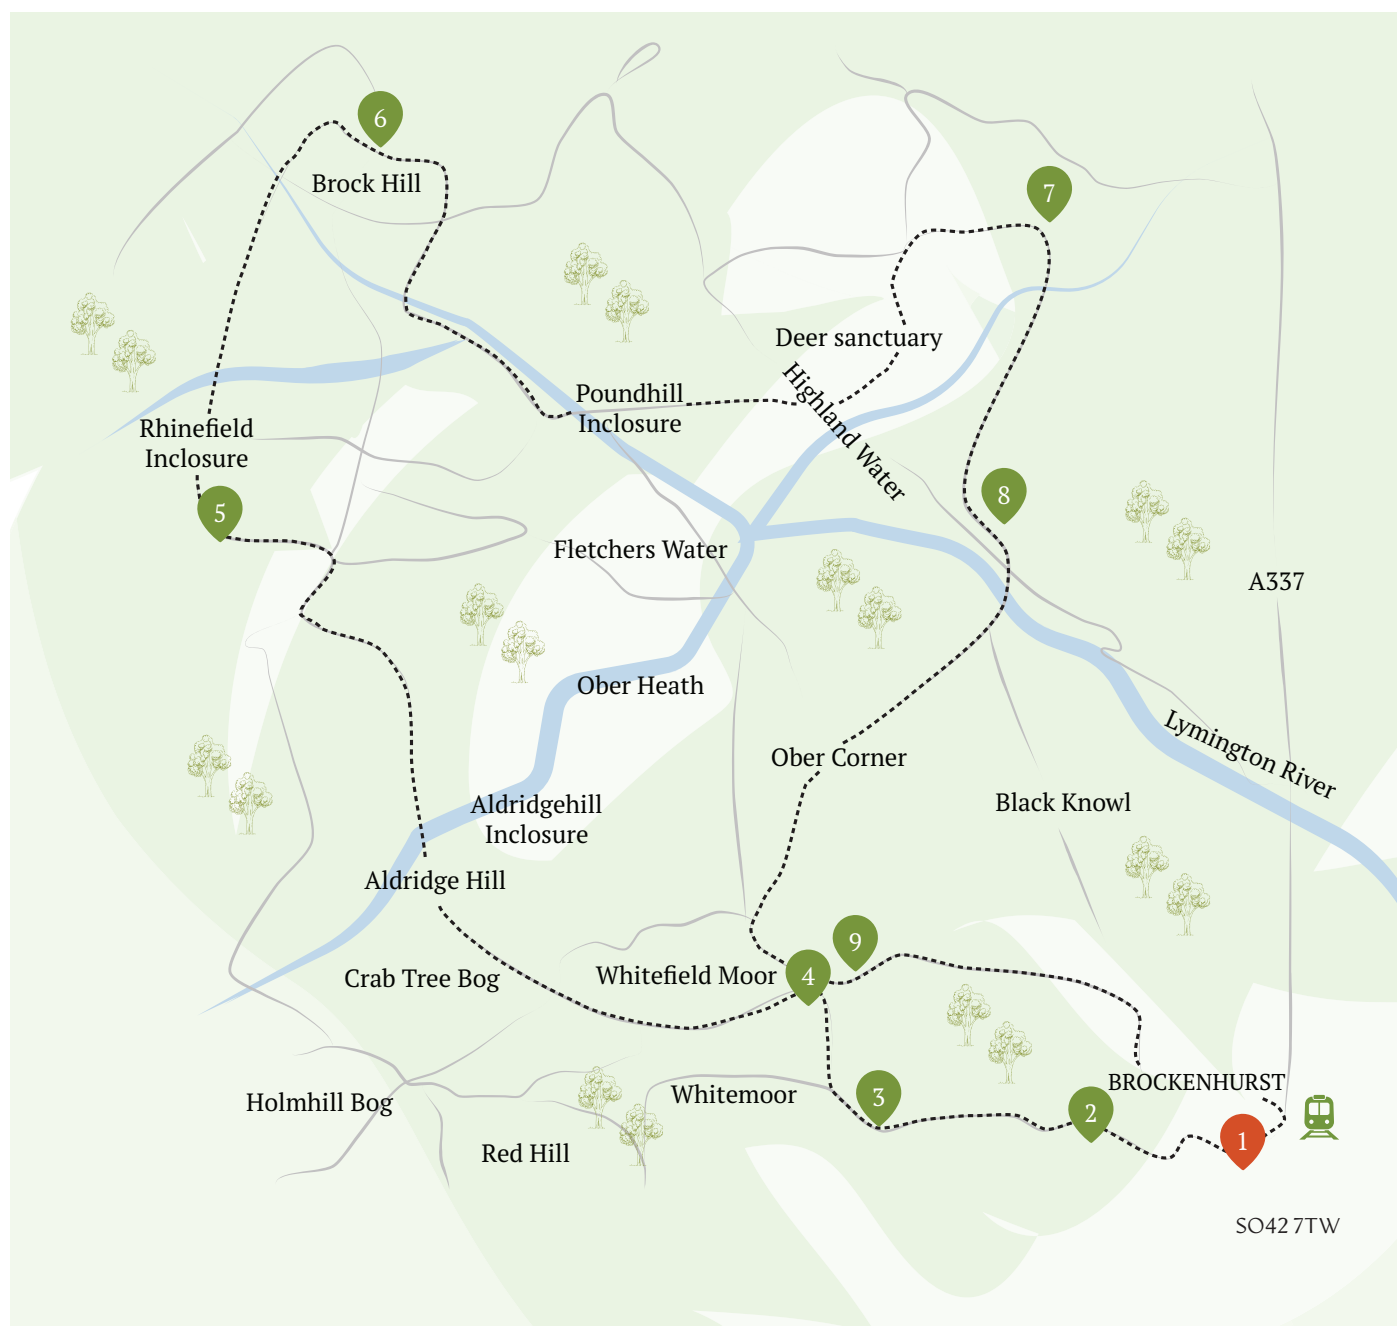 6
Brock Hill
7
Deer sanctuary
Highland Water
Poundhill
Inclosure
Rhinefield
Inclosure
5
8
Fletchers Water
A337
Ober Heath
Ober Corner
Lymington River
Black Knowl
Aldridgehill
Inclosure
Aldridge Hill
9
Crab Tree Bog
Whitefield Moor
4
BROCKENHURST
Whitemoor
3
Holmhill Bog
2
1
Red Hill
SO42 7TW